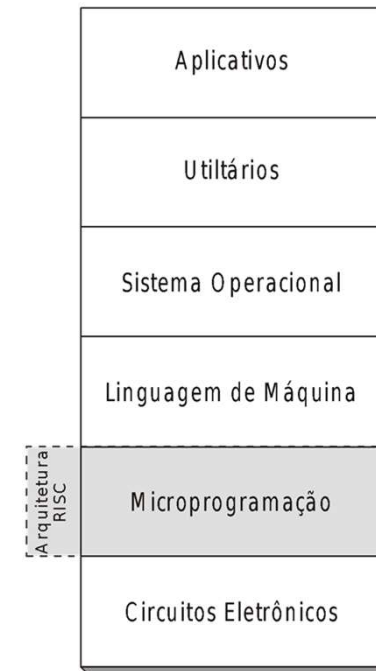 Aplicativos
Utiltários
Sistema Operacional
Linguagem de Máquina
Arquitetura
RISC
Microprogramação
Circuitos Eletrônicos